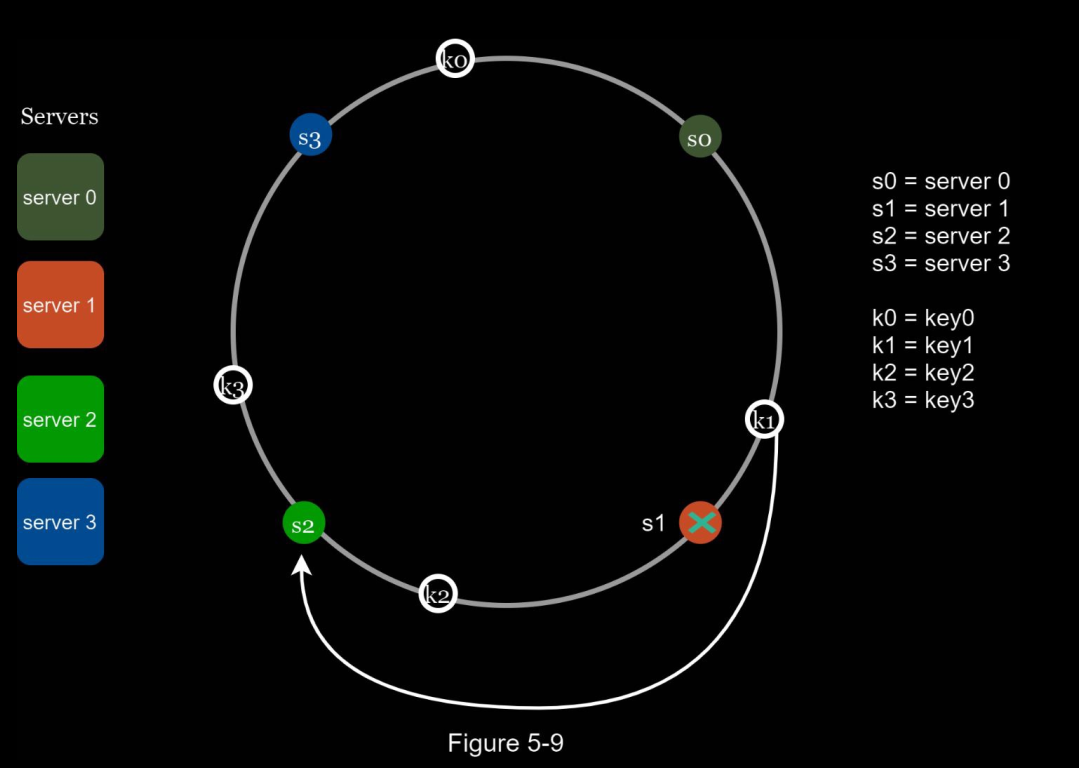 k0
Servers
s3
s0
server 0
s0 = server 0
s1 = server 1
s2 = server 2
s3 = server 3
server 1
k0 = key0
k1 = key1
k2 = key2
k3 = key3
k3
server 2
k1
server 3
s2
s1
k2
Figure 5-9